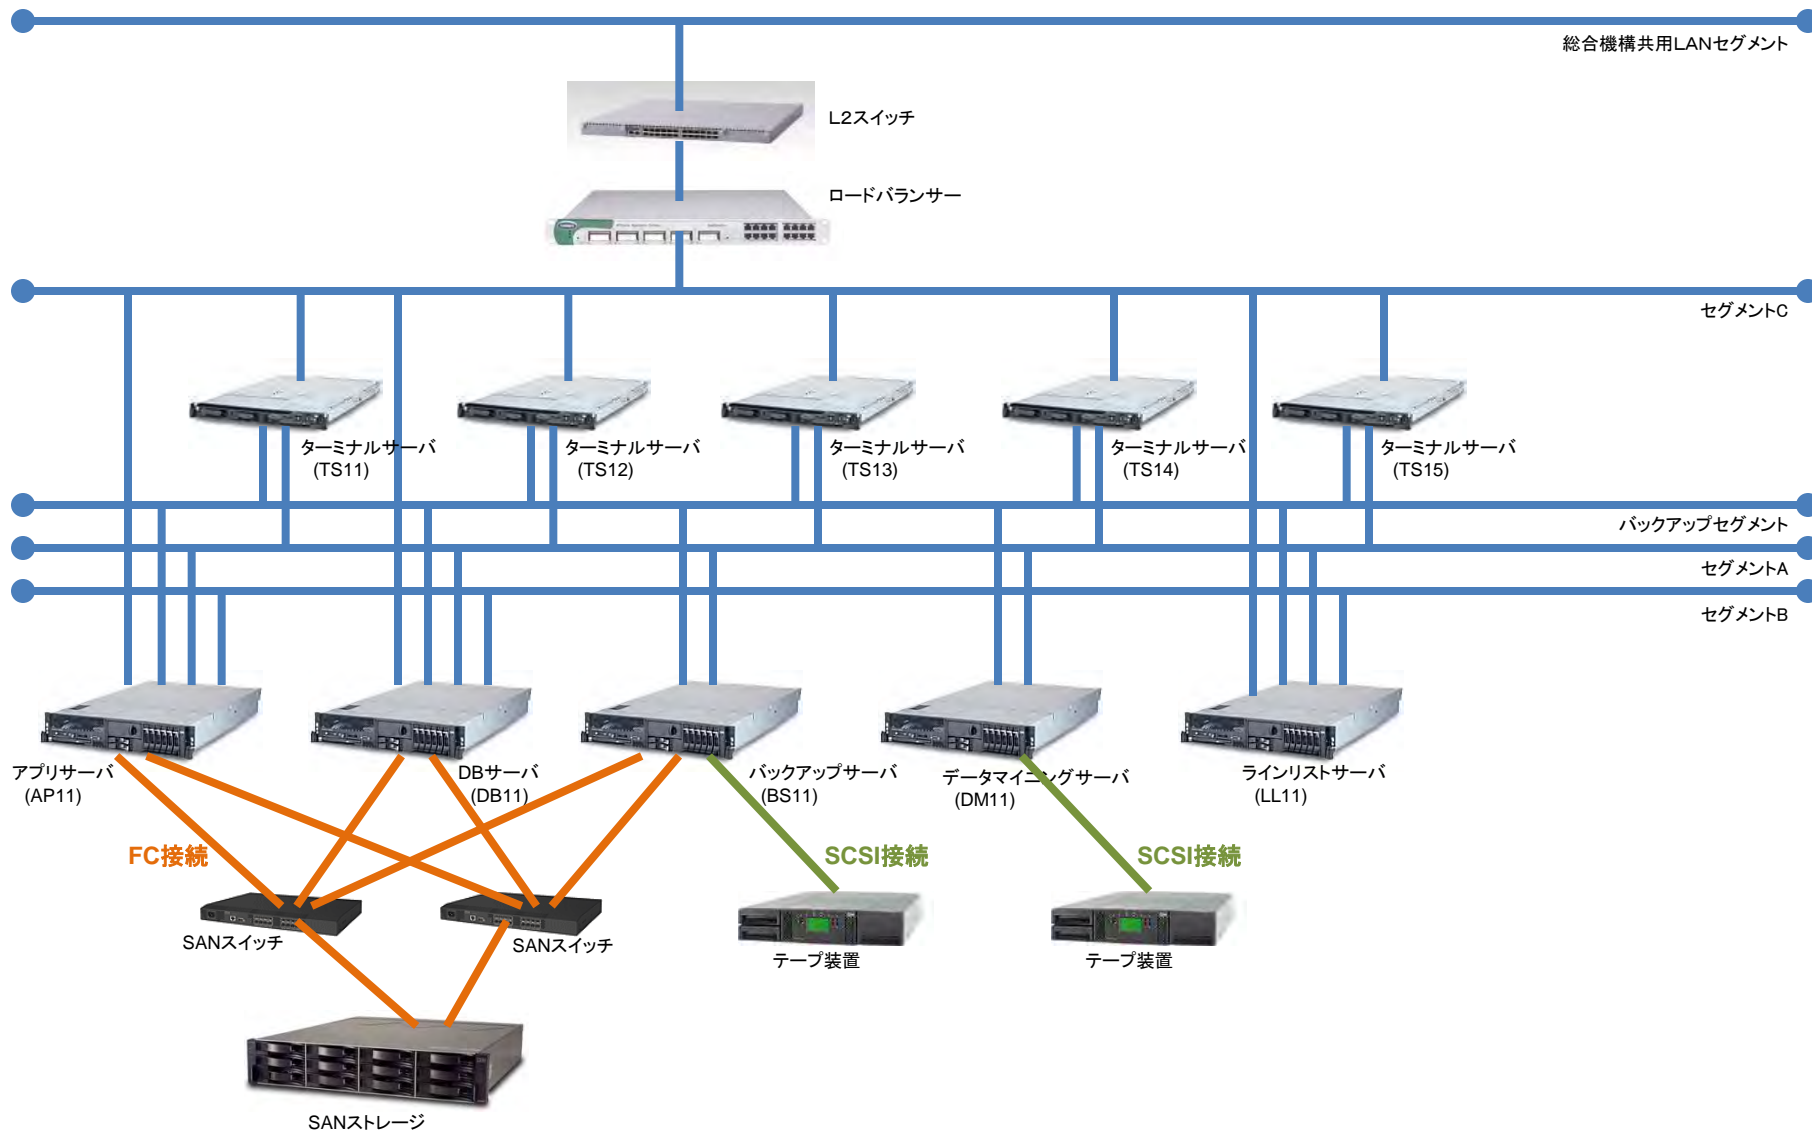 総合機構共用LANセグメント
L2スイッチ
ロードバランサー
セグメントC
ターミナルサーバ
(TS11)
ターミナルサーバ
(TS12)
ターミナルサーバ
(TS13)
ターミナルサーバ
(TS14)
ターミナルサーバ
(TS15)
バックアップセグメント
セグメントA
セグメントB
アプリサーバ
(AP11)
DBサーバ
(DB11)
バックアップサーバ
(BS11)
データマイニングサーバ
(DM11)
ラインリストサーバ
(LL11)
FC接続
SCSI接続
SCSI接続
SANスイッチ
SANスイッチ
テープ装置
テープ装置
SANストレージ